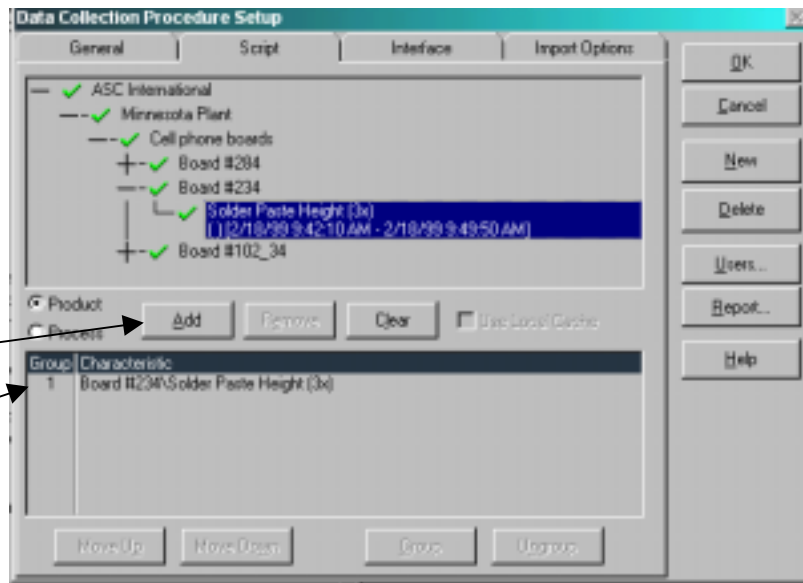 Data Collection Procedure Setup
General Script Interface Import Options
ASC International
Minnesota Plant
Cell phone boards
Board #284
Board #234
Solder Paste Height (3x)
( ) [2/18/99 9:42:10 AM - 2/18/99 9:49:50 AM]
Board #102_34
Product
Process
Add Remove Clear Use Local Cache
Group Characteristic
1 Board #234\Solder Paste Height (3x)
Move Up Move Down Group Ungroup
OK
Cancel
New
Delete
Users...
Report...
Help